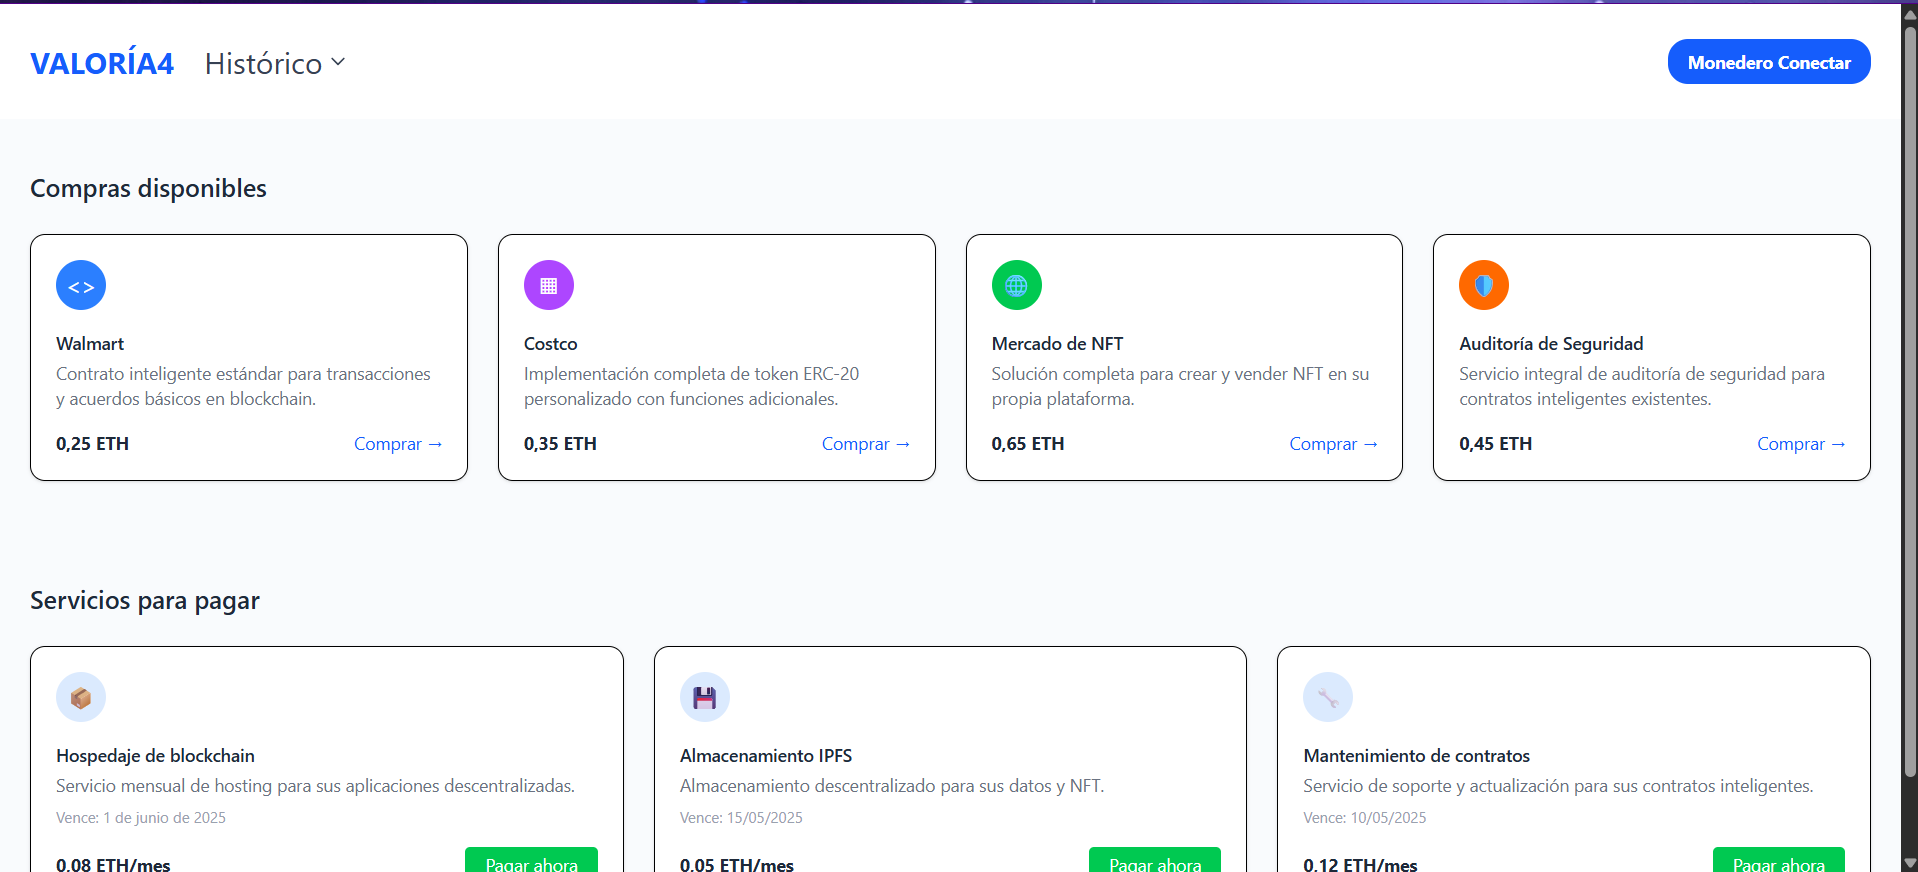 VALORÍA4 Histórico Monedero Conectar
Compras disponibles
Walmart
Contrato inteligente estándar para transacciones
y acuerdos básicos en blockchain.
0,25 ETH Comprar →
Costco
Implementación completa de token ERC-20
personalizado con funciones adicionales.
0,35 ETH Comprar →
Mercado de NFT
Solución completa para crear y vender NFT en su
propia plataforma.
0,65 ETH Comprar →
Auditoría de Seguridad
Servicio integral de auditoría de seguridad para
contratos inteligentes existentes.
0,45 ETH Comprar →
Servicios para pagar
Hospedaje de blockchain
Servicio mensual de hosting para sus aplicaciones descentralizadas.
Vence: 1 de junio de 2025
0,08 ETH/mes Pagar ahora
Almacenamiento IPFS
Almacenamiento descentralizado para sus datos y NFT.
Vence: 15/05/2025
0,05 ETH/mes Pagar ahora
Mantenimiento de contratos
Servicio de soporte y actualización para sus contratos inteligentes.
Vence: 10/05/2025
0,12 ETH/mes Pagar ahora